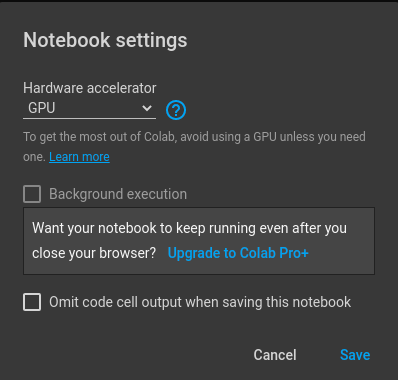 Notebook settings
Hardware accelerator
GPU
?
To get the most out of Colab, avoid using a GPU unless you need
one. Learn more
Background execution
Want your notebook to keep running even after you
close your browser? Upgrade to Colab Pro+
Omit code cell output when saving this notebook
Cancel Save